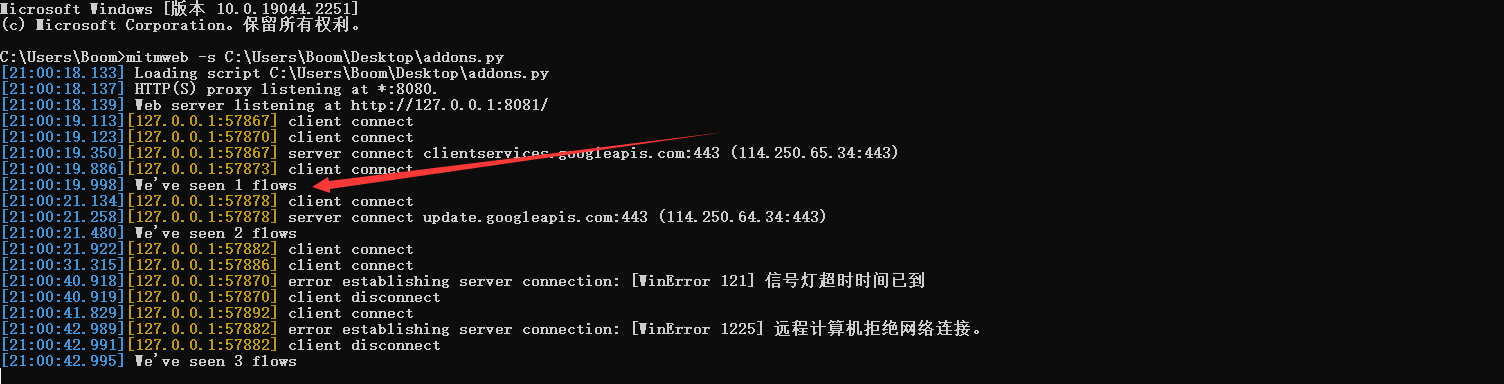 Microsoft Windows [版本 10.0.19044.2251]
(c) Microsoft Corporation。保留所有权利。
C:\Users\Boom>mitmweb -s C:\Users\Boom\Desktop\addons.py
[21:00:18.133] Loading script C:\Users\Boom\Desktop\addons.py
[21:00:18.137] HTTP(S) proxy listening at *:8080.
[21:00:18.139] Web server listening at http://127.0.0.1:8081/
[21:00:19.113][127.0.0.1:57867] client connect
[21:00:19.123][127.0.0.1:57870] client connect
[21:00:19.350][127.0.0.1:57867] server connect clientservices.googleapis.com:443 (114.250.65.34:443)
[21:00:19.886][127.0.0.1:57873] client connect
[21:00:19.998] We've seen 1 flows
[21:00:21.134][127.0.0.1:57878] client connect
[21:00:21.258][127.0.0.1:57878] server connect update.googleapis.com:443 (114.250.64.34:443)
[21:00:21.480] We've seen 2 flows
[21:00:21.922][127.0.0.1:57882] client connect
[21:00:31.315][127.0.0.1:57886] client connect
[21:00:40.918][127.0.0.1:57870] error establishing server connection: [WinError 121] 信号灯超时时间已到
[21:00:40.919][127.0.0.1:57870] client disconnect
[21:00:41.829][127.0.0.1:57892] client connect
[21:00:42.989][127.0.0.1:57882] error establishing server connection: [WinError 1225] 远程计算机拒绝网络连接。
[21:00:42.991][127.0.0.1:57882] client disconnect
[21:00:42.995] We've seen 3 flows